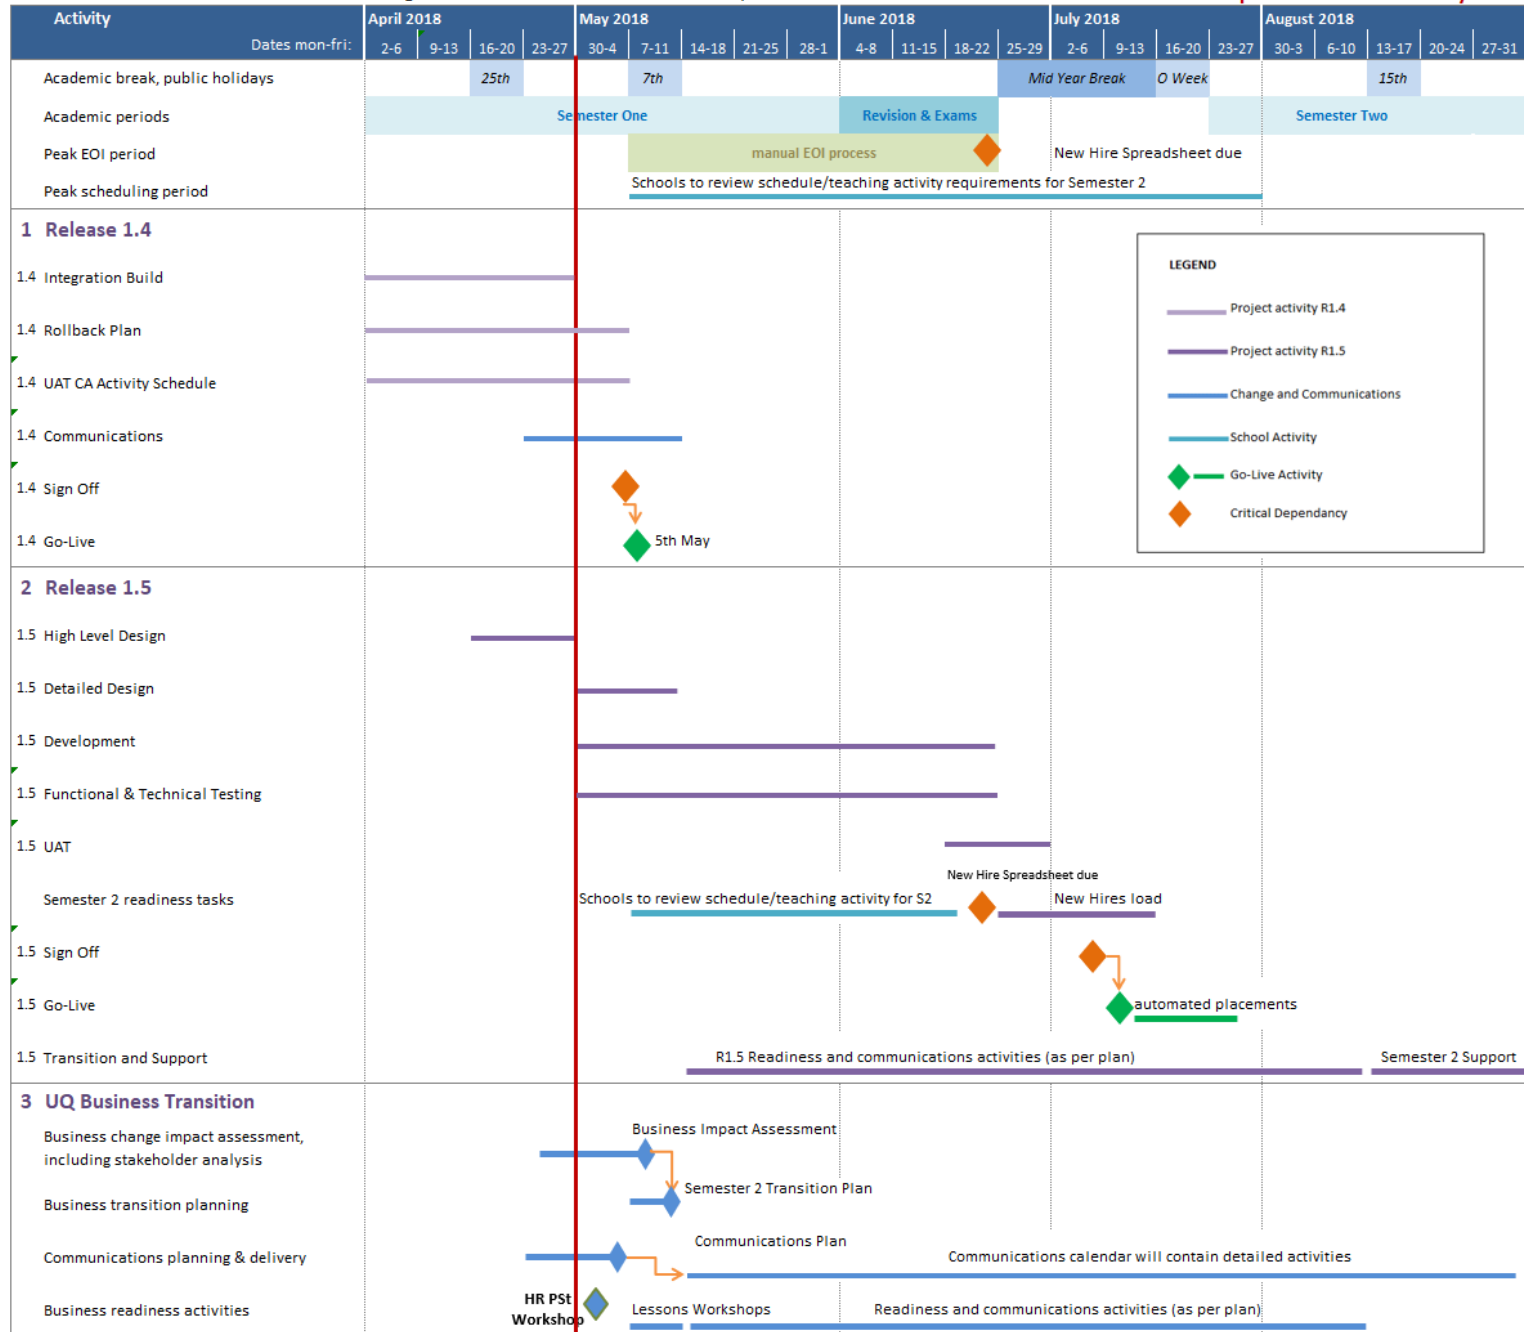 Activity
April 2018
May 2018
June 2018
July 2018
August 2018
Dates mon-fri:
2-6
9-13
16-20
23-27
30-4
7-11
14-18
21-25
28-1
4-8
11-15
18-22
25-29
2-6
9-13
16-20
23-27
30-3
6-10
13-17
20-24
27-31
Academic break, public holidays
25th
7th
Mid Year Break
O Week
15th
Academic periods
Semester One
Revision & Exams
Semester Two
Peak EOI period
manual EOI process
New Hire Spreadsheet due
Peak scheduling period
Schools to review schedule/teaching activity requirements for Semester 2
1 Release 1.4
LEGEND
Project activity R1.4
Project activity R1.5
Change and Communications
School Activity
Go-Live Activity
Critical Dependancy
1.4 Integration Build
1.4 Rollback Plan
1.4 UAT CA Activity Schedule
1.4 Communications
1.4 Sign Off
1.4 Go-Live
5th May
2 Release 1.5
1.5 High Level Design
1.5 Detailed Design
1.5 Development
1.5 Functional & Technical Testing
1.5 UAT
New Hire Spreadsheet due
Semester 2 readiness tasks
Schools to review schedule/teaching activity for S2
New Hires load
1.5 Sign Off
1.5 Go-Live
automated placements
1.5 Transition and Support
R1.5 Readiness and communications activities (as per plan)
Semester 2 Support
3 UQ Business Transition
Business change impact assessment,
including stakeholder analysis
Business Impact Assessment
Business transition planning
Semester 2 Transition Plan
Communications planning & delivery
Communications Plan
Communications calendar will contain detailed activities
Business readiness activities
HR PSt
Workshop
Lessons Workshops
Readiness and communications activities (as per plan)